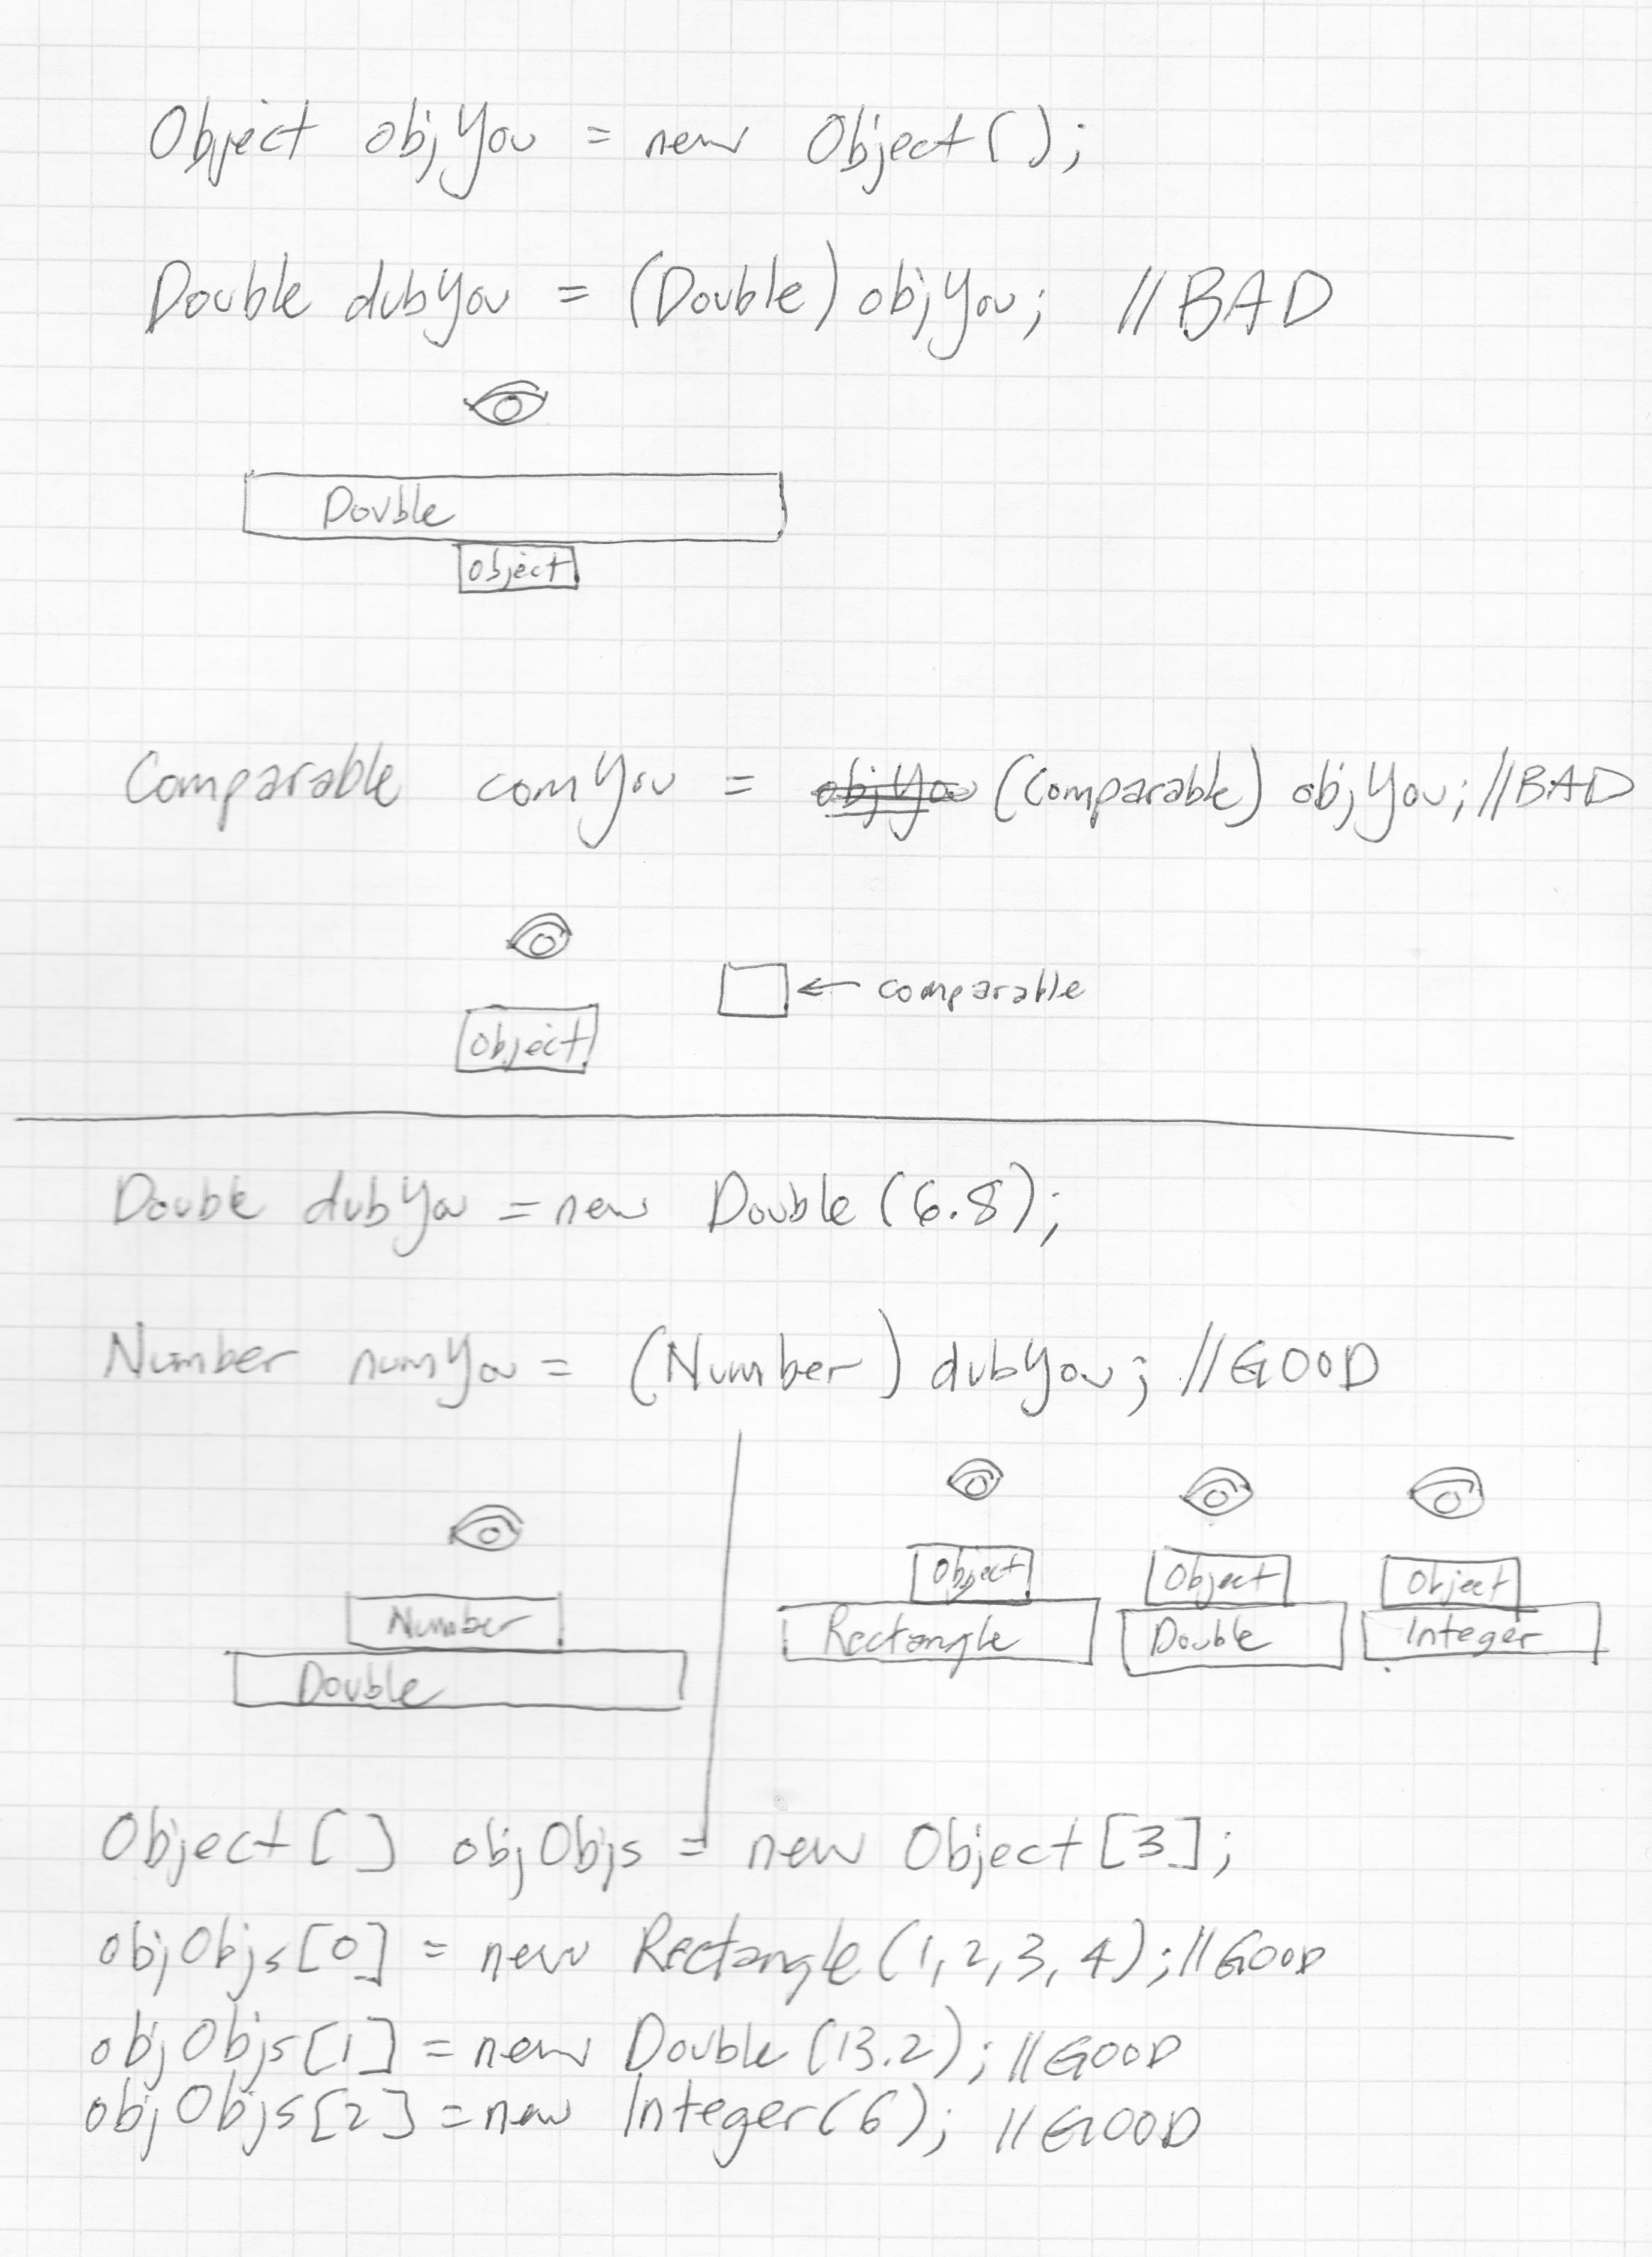 Object objYou = new Object();
Double dubYou = (Double) objYou; //BAD
Double
object
Comparable comYou = objYou (Comparable) objYou; //BAD
← comparable
Object
Double dubYou = new Double(6.8);
Number numYou = (Number) dubYou; //GOOD
Object Object Object
Number Rectangle Double Integer
Double
Object[] objObjs = new Object[3];
objObjs[0] = new Rectangle(1,2,3,4); //GOOD
objObjs[1] = new Double(13.2); //GOOD
objObjs[2] = new Integer(6); //GOOD